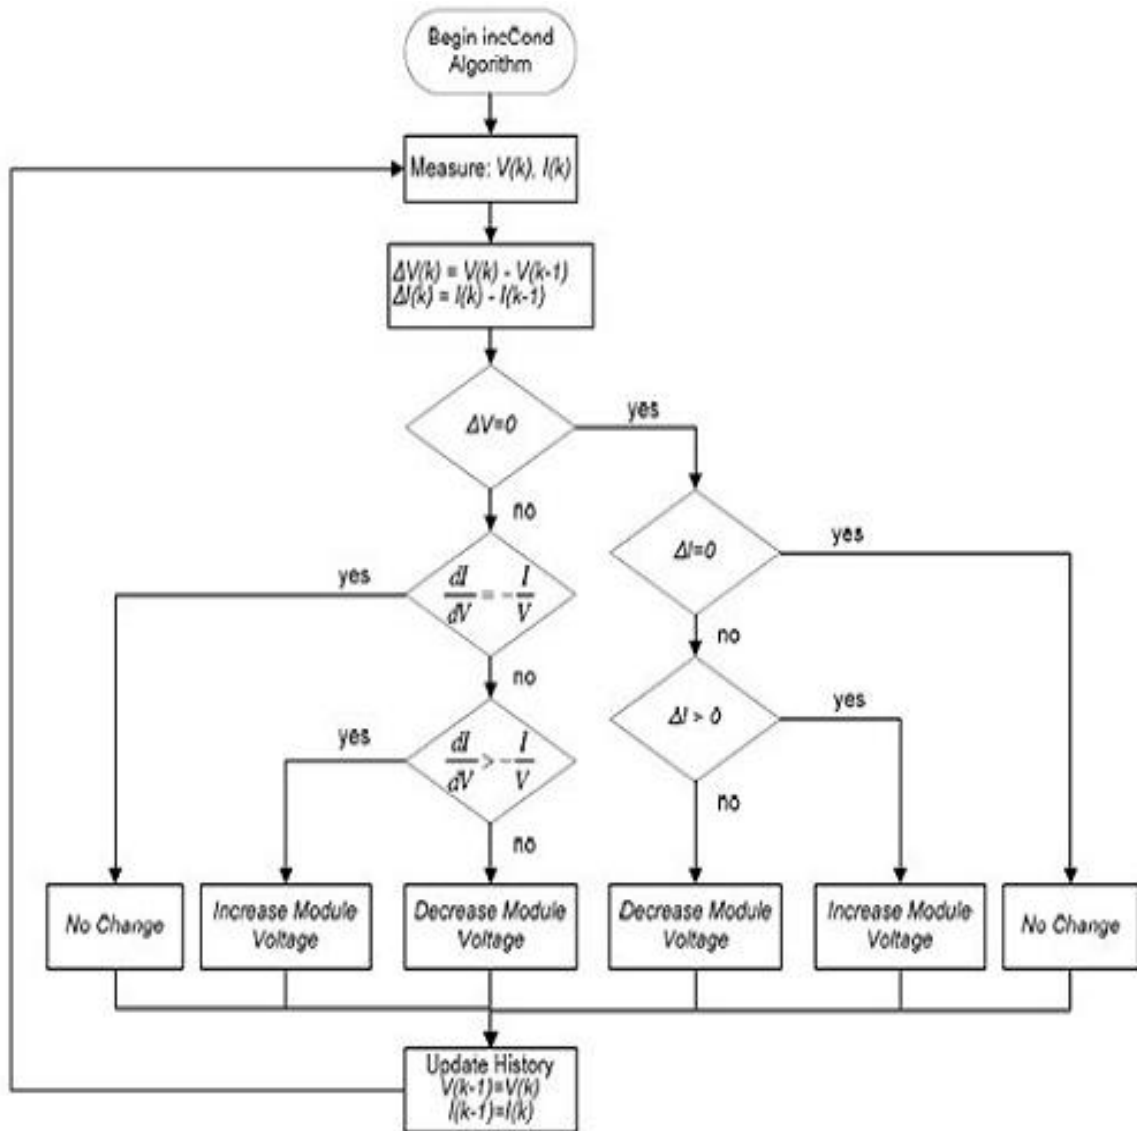 Begin incCond
Algorithm
Measure: V(k), I(k)
ΔV(k) = V(k) - V(k-1)
ΔI(k) = I(k) - I(k-1)
ΔV=0
yes
no
ΔI=0
yes
no
dI/dV = -I/V
yes
no
ΔI > 0
yes
no
dI/dV > -I/V
yes
no
No Change
Increase Module
Voltage
Decrease Module
Voltage
Decrease Module
Voltage
Increase Module
Voltage
No Change
Update History
V(k-1)=V(k)
I(k-1)=I(k)